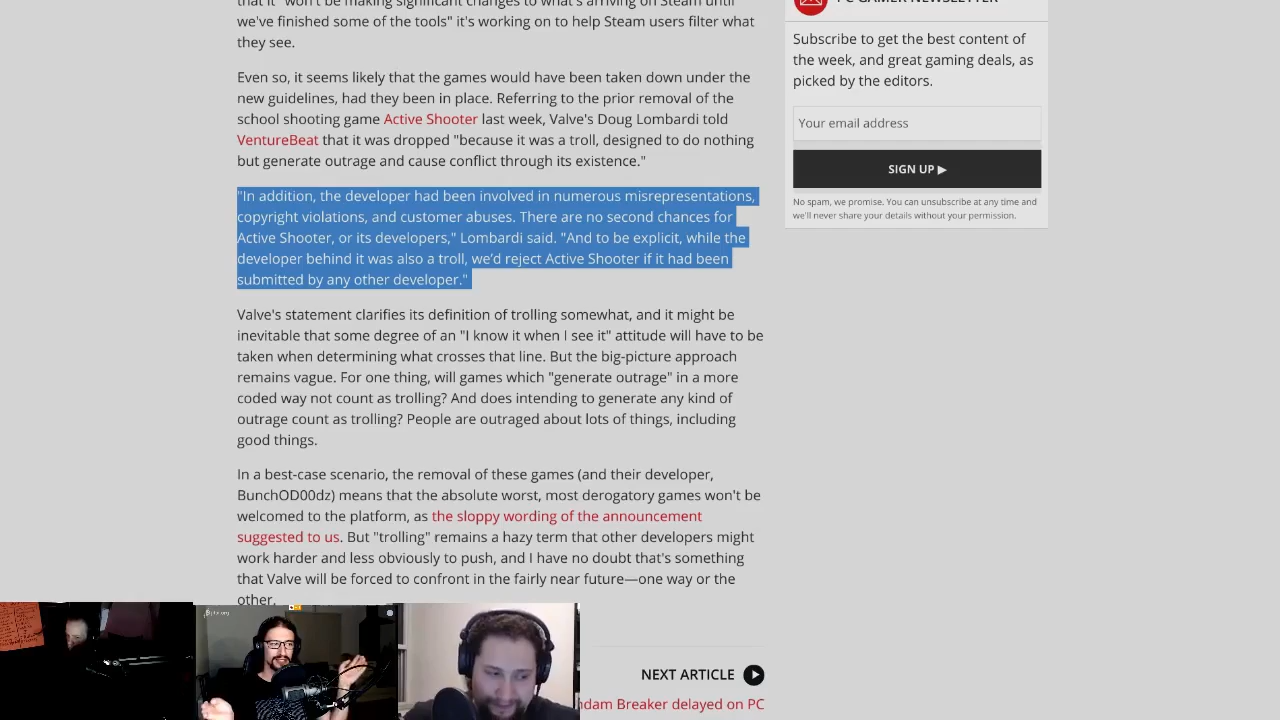 that it "won't be making significant changes to what's arriving on Steam until
we've finished some of the tools" it's working on to help Steam users filter what
they see.
Even so, it seems likely that the games would have been taken down under the
new guidelines, had they been in place. Referring to the prior removal of the
school shooting game Active Shooter last week, Valve's Doug Lombardi told
VentureBeat that it was dropped "because it was a troll, designed to do nothing
but generate outrage and cause conflict through its existence."
"In addition, the developer had been involved in numerous misrepresentations,
copyright violations, and customer abuses. There are no second chances for
Active Shooter, or its developers," Lombardi said. "And to be explicit, while the
developer behind it was also a troll, we'd reject Active Shooter if it had been
submitted by any other developer."
Valve's statement clarifies its definition of trolling somewhat, and it might be
inevitable that some degree of an "I know it when I see it" attitude will have to be
taken when determining what crosses that line. But the big-picture approach
remains vague. For one thing, will games which "generate outrage" in a more
coded way not count as trolling? And does intending to generate any kind of
outrage count as trolling? People are outraged about lots of things, including
good things.
In a best-case scenario, the removal of these games (and their developer,
BunchOD00dz) means that the absolute worst, most derogatory games won't be
welcomed to the platform, as the sloppy wording of the announcement
suggested to us. But "trolling" remains a hazy term that other developers might
work harder and less obviously to push, and I have no doubt that's something
that Valve will be forced to confront in the fairly near future—one way or the
other.
NEXT ARTICLE
ndam Breaker delayed on PC
PC GAMER NEWSLETTER
Subscribe to get the best content of
the week, and great gaming deals, as
picked by the editors.
Your email address
SIGN UP ▶
No spam, we promise. You can unsubscribe at any time and
we'll never share your details without your permission.